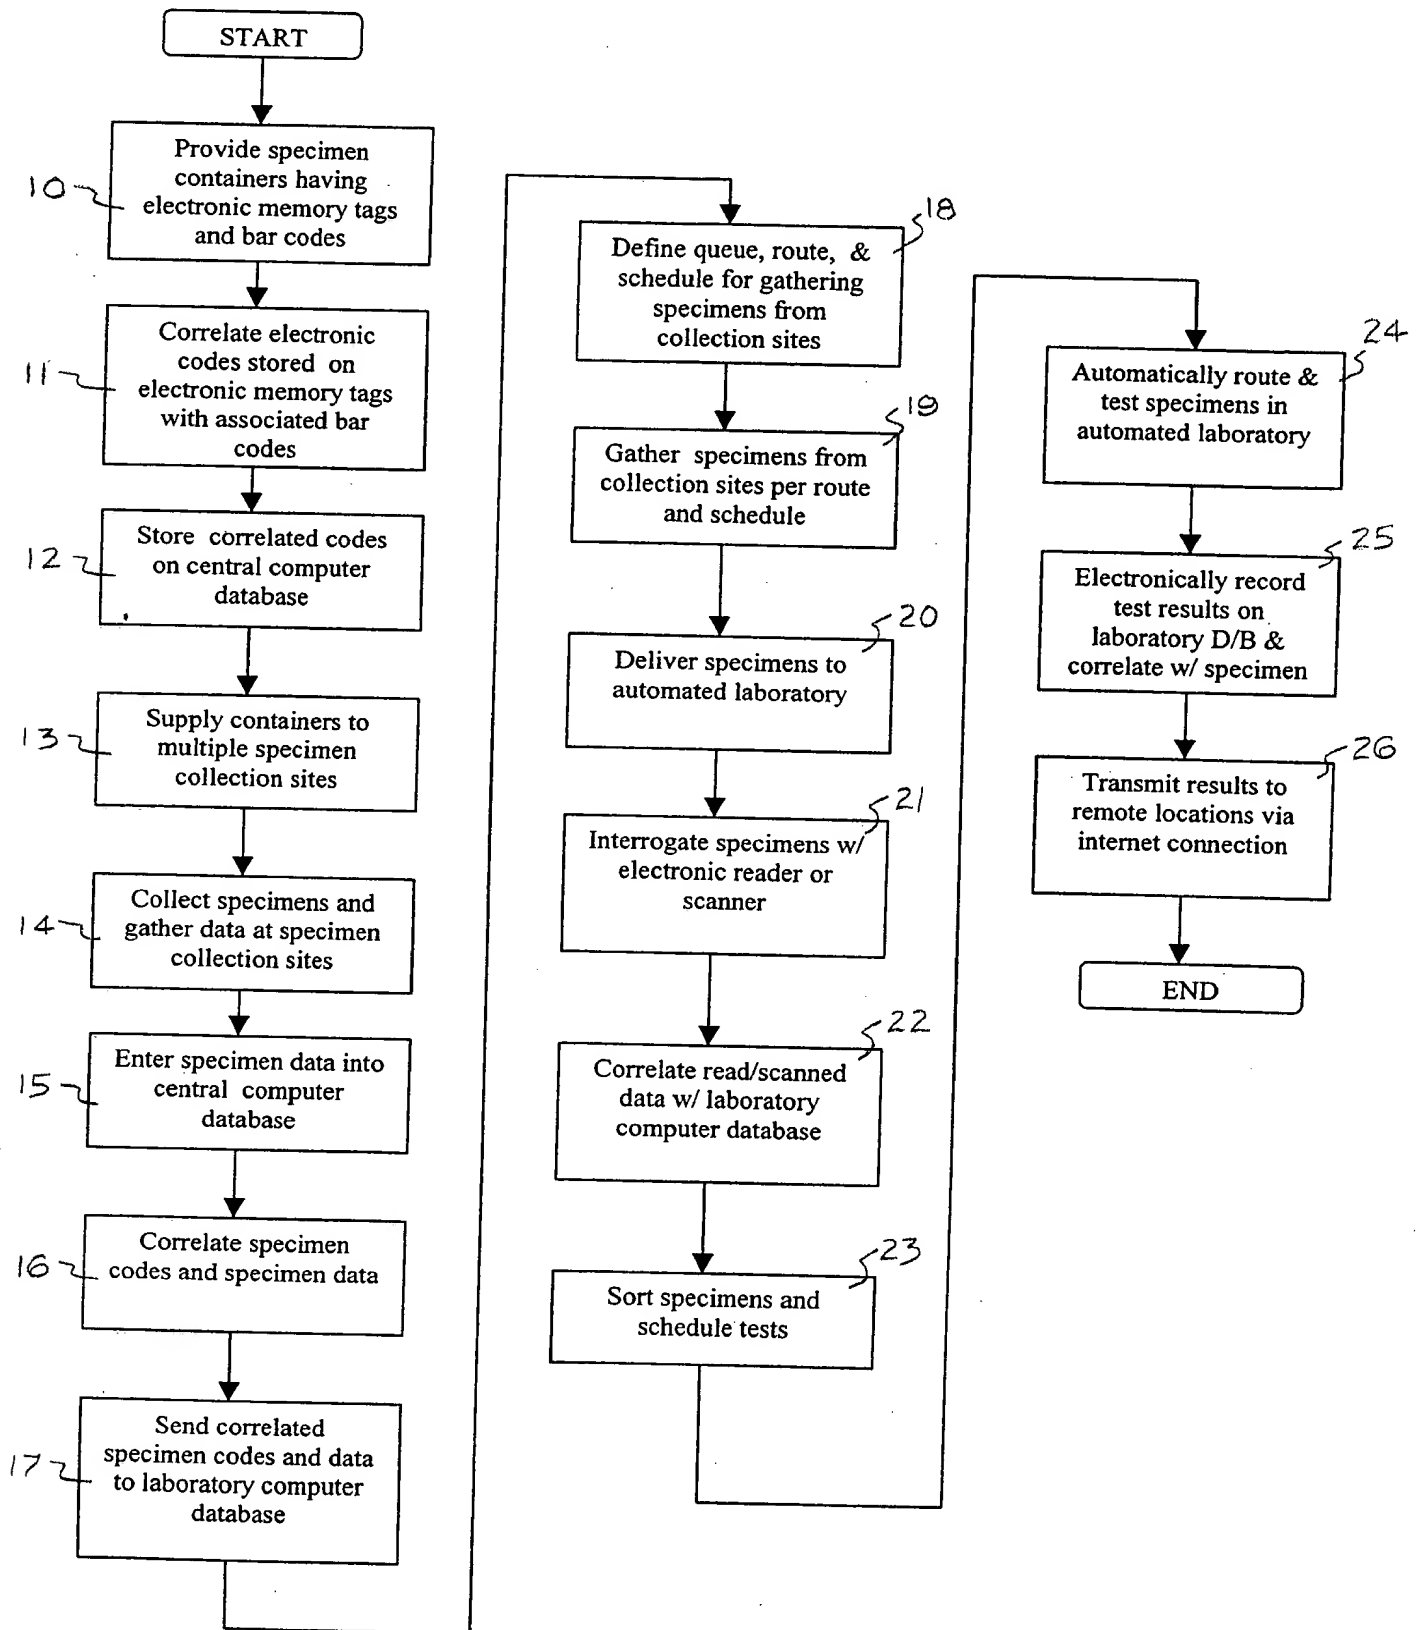 START
10
Provide specimen
containers having
electronic memory tags
and bar codes
11
Correlate electronic
codes stored on
electronic memory tags
with associated bar
codes
12
Store correlated codes
on central computer
database
13
Supply containers to
multiple specimen
collection sites
14
Collect specimens and
gather data at specimen
collection sites
15
Enter specimen data into
central computer
database
16
Correlate specimen
codes and specimen data
17
Send correlated
specimen codes and data
to laboratory computer
database
18
Define queue, route, &
schedule for gathering
specimens from
collection sites
19
Gather specimens from
collection sites per route
and schedule
20
Deliver specimens to
automated laboratory
21
Interrogate specimens w/
electronic reader or
scanner
22
Correlate read/scanned
data w/ laboratory
computer database
23
Sort specimens and
schedule tests
24
Automatically route &
test specimens in
automated laboratory
25
Electronically record
test results on
laboratory D/B &
correlate w/ specimen
26
Transmit results to
remote locations via
internet connection
END